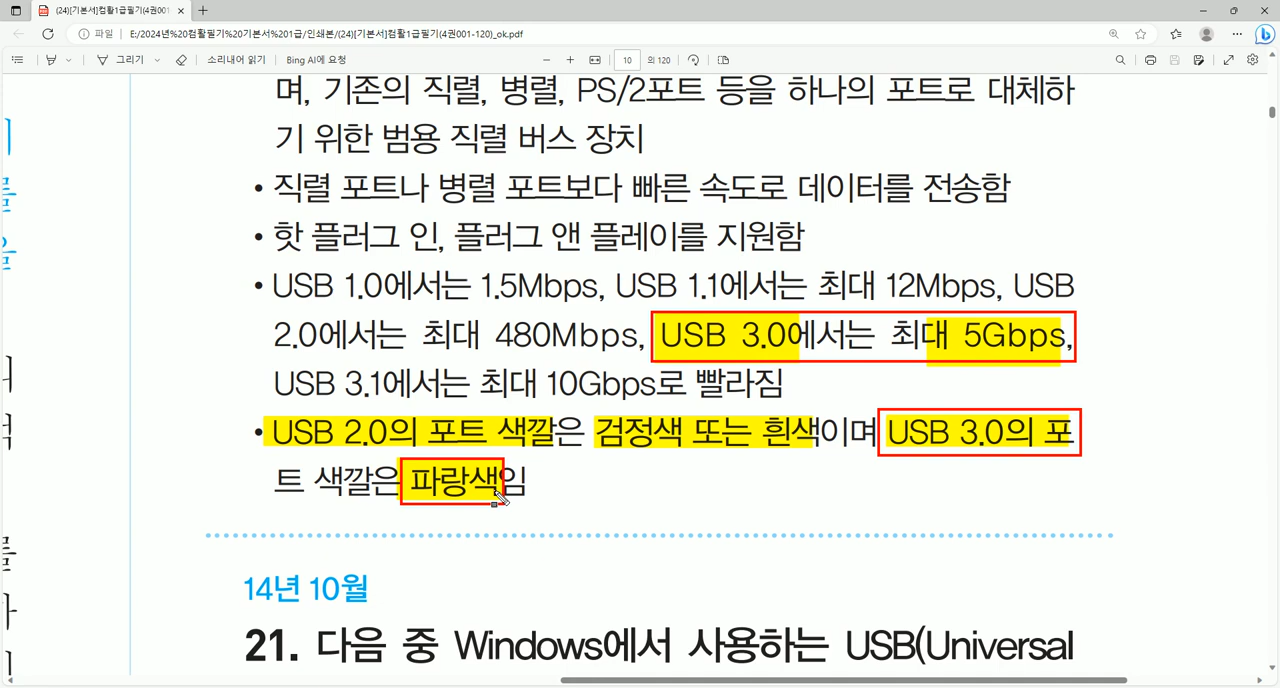 (24)[기본서]컴활1급필기(4권001
파일
E:/2024년%20컴활필기%20기본서%201급/인쇄본/(24)[기본서]컴활1급필기(4권001-120)_ok.pdf
그리기
소리내어 읽기
Bing AI에 요청
10
의 120
며, 기존의 직렬, 병렬, PS/2포트 등을 하나의 포트로 대체하
기 위한 범용 직렬 버스 장치
• 직렬 포트나 병렬 포트보다 빠른 속도로 데이터를 전송함
• 핫 플러그 인, 플러그 앤 플레이를 지원함
• USB 1.0에서는 1.5Mbps, USB 1.1에서는 최대 12Mbps, USB
2.0에서는 최대 480Mbps, USB 3.0에서는 최대 5Gbps,
USB 3.1에서는 최대 10Gbps로 빨라짐
• USB 2.0의 포트 색깔은 검정색 또는 흰색이며 USB 3.0의 포
트 색깔은 파랑색임
14년 10월
21. 다음 중 Windows에서 사용하는 USB(Universal